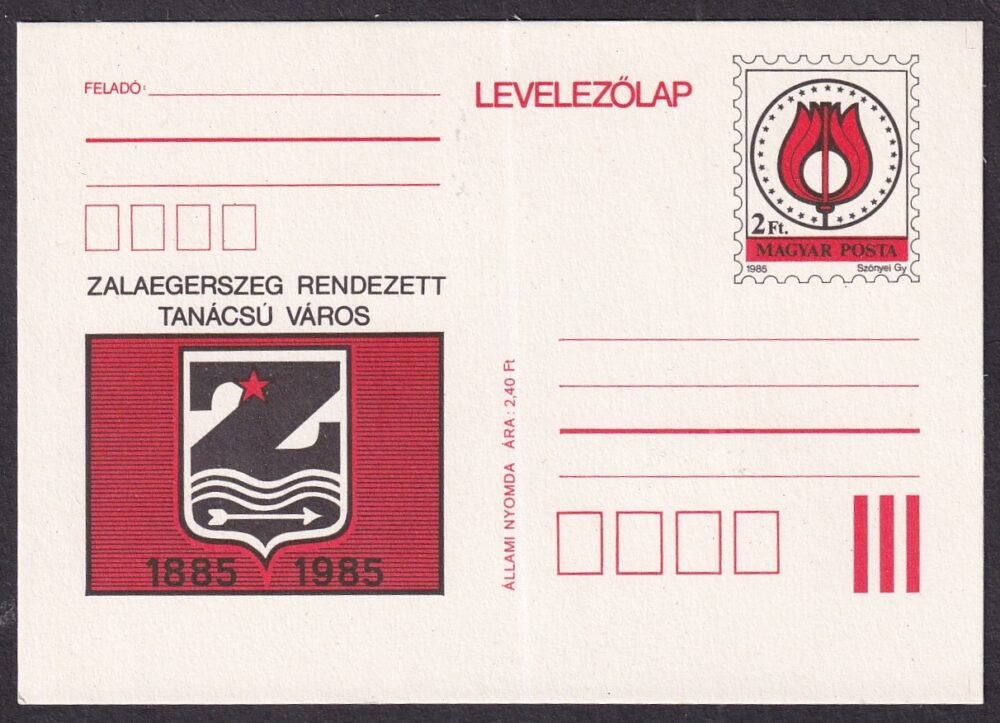 FELADÓ:
LEVELEZŐLAP
2 Ft.
MAGYAR POSTA
1985 Szónyei Gy
ZALAEGERSZEG RENDEZETT
TANÁCSÚ VÁROS
Z
1885 1985
ÁLLAMI NYOMDA ÁRA: 2,40 Ft